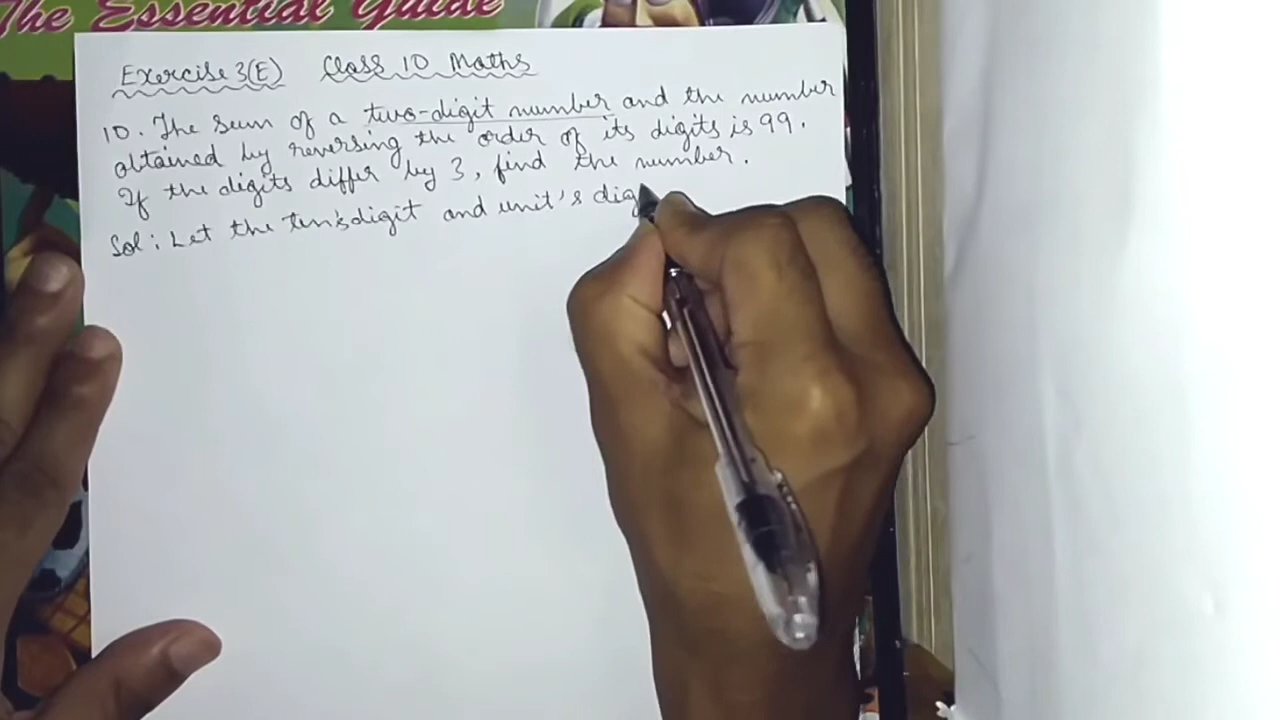 The Essential Guide
Exercise 3(E) Class 10 Maths
10. The sum of a two-digit number and the number
obtained by reversing the order of its digits is 99.
If the digits differ by 3, find the number.
Sol: Let the ten's digit and unit's dig